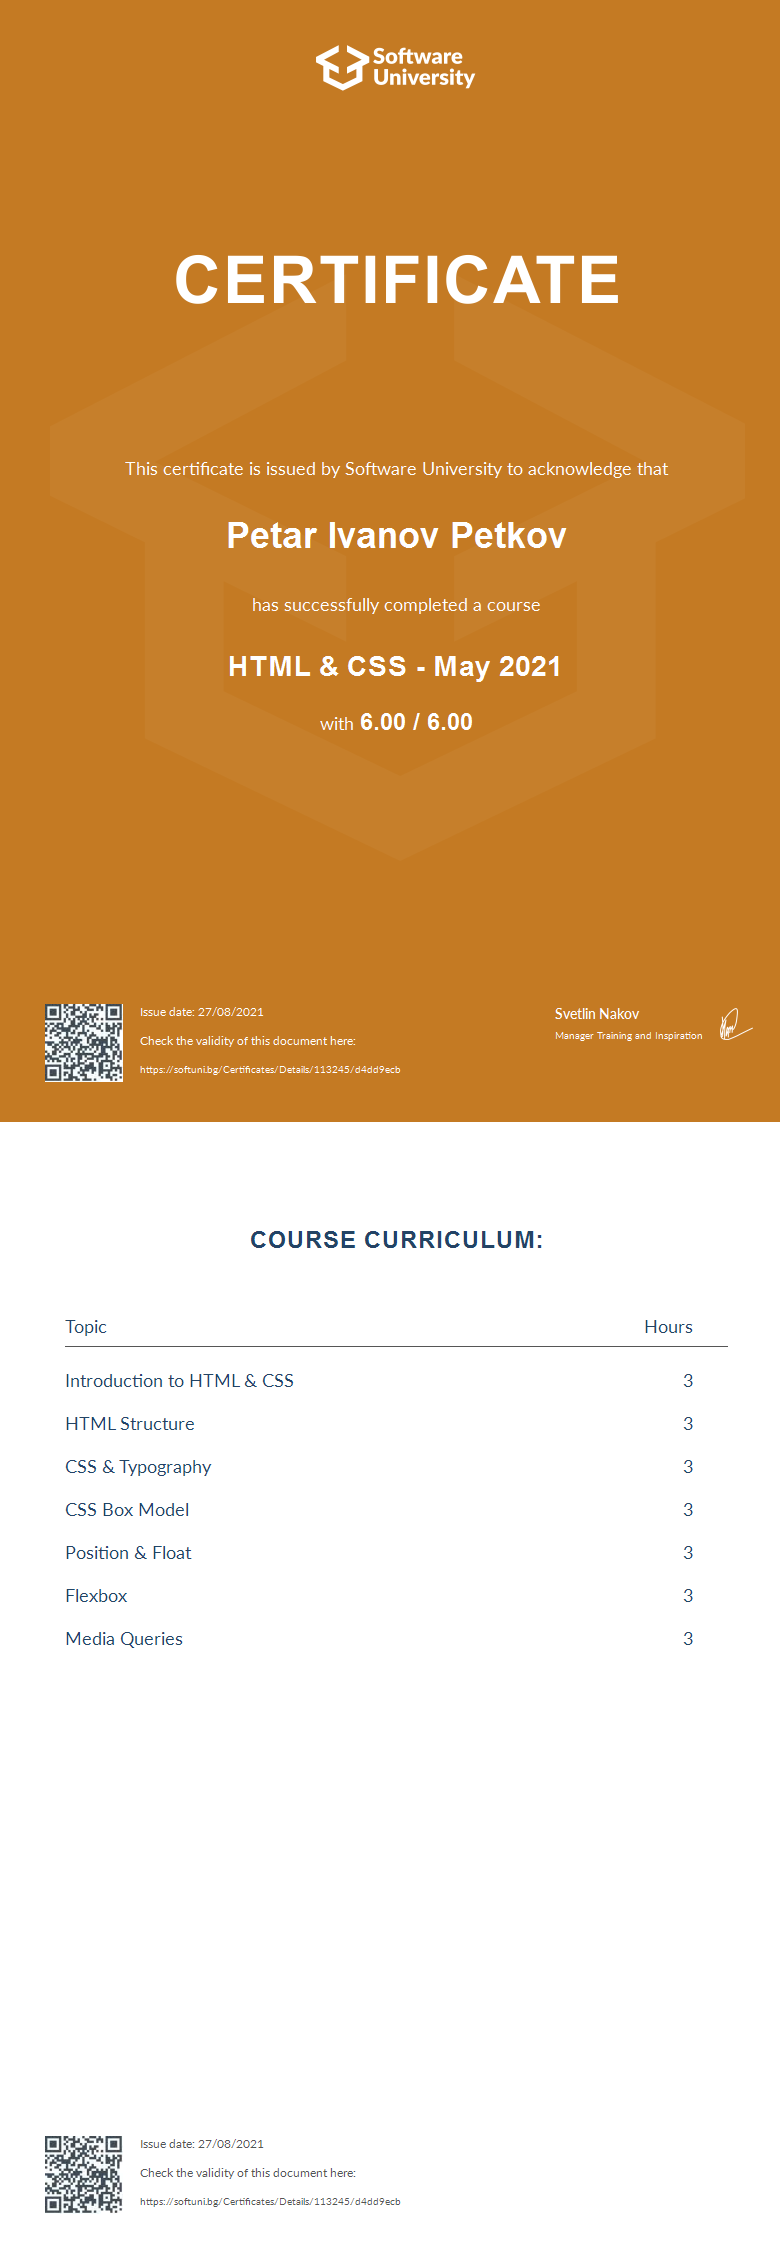 Software
University
CERTIFICATE
This certificate is issued by Software University to acknowledge that
Petar Ivanov Petkov
has successfully completed a course
HTML & CSS - May 2021
with 6.00 / 6.00
Issue date: 27/08/2021
Check the validity of this document here:
https://softuni.bg/Certificates/Details/113245/d4dd9ecb
Svetlin Nakov
Manager Training and Inspiration
COURSE CURRICULUM:
Topic Hours
Introduction to HTML & CSS 3
HTML Structure 3
CSS & Typography 3
CSS Box Model 3
Position & Float 3
Flexbox 3
Media Queries 3
Issue date: 27/08/2021
Check the validity of this document here:
https://softuni.bg/Certificates/Details/113245/d4dd9ecb